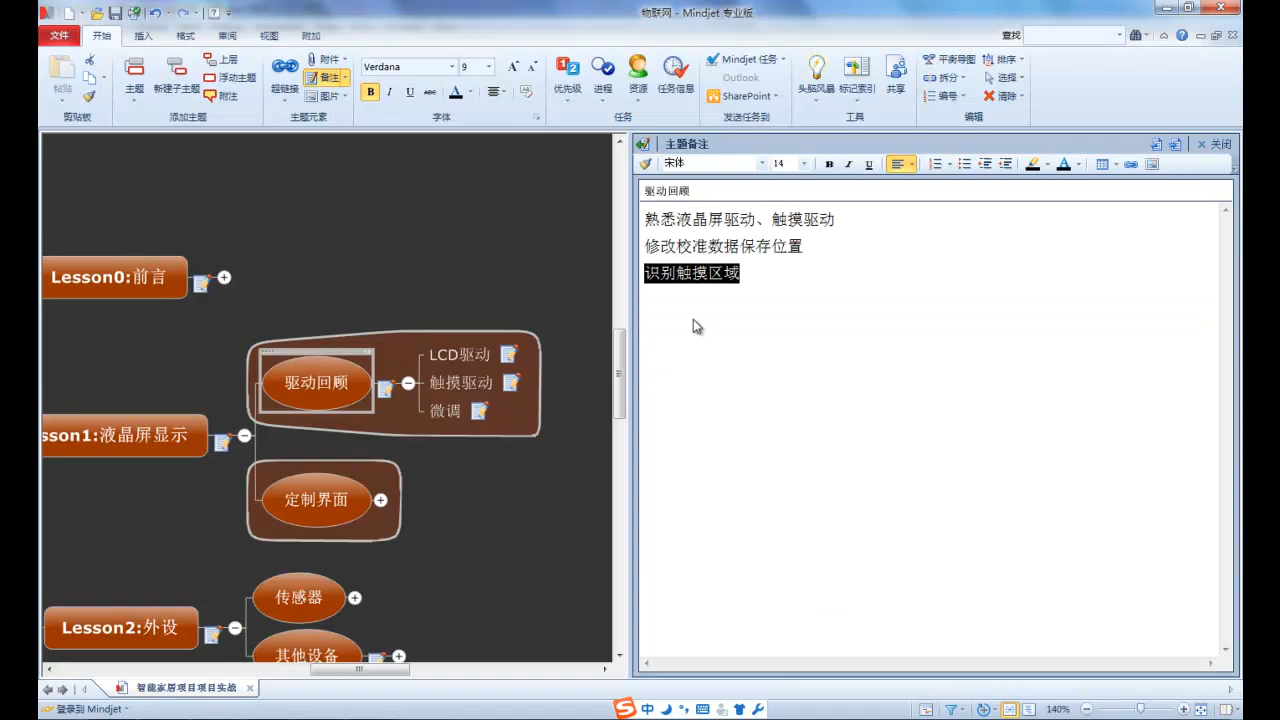 物联网 - Mindjet 专业版
文件 开始 插入 格式 审阅 视图 附加 查找
粘贴 主题 新建子主题 上层 浮动主题 附注 超链接 附件 备注 图片 Verdana 9 优先级 进程 资源 任务信息 Mindjet 任务 Outlook SharePoint 头脑风暴 标记索引 共享 平衡导图 排序 拆分 选择 编号 清除
剪贴板 添加主题 主题元素 字体 任务 发送任务到 工具 编辑
主题备注 关闭
宋体 14
驱动回顾
熟悉液晶屏驱动、触摸驱动
修改校准数据保存位置
识别触摸区域
Lesson0:前言
驱动回顾
LCD驱动
触摸驱动
微调
sson1:液晶屏显示
定制界面
传感器
Lesson2:外设
其他设备
智能家居项目项目实战
登录到 Mindjet
中
140%